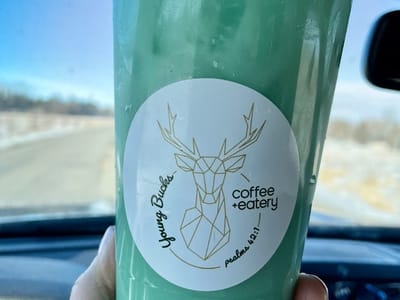 Young Bucks
coffee
+eatery
psalms 42:1